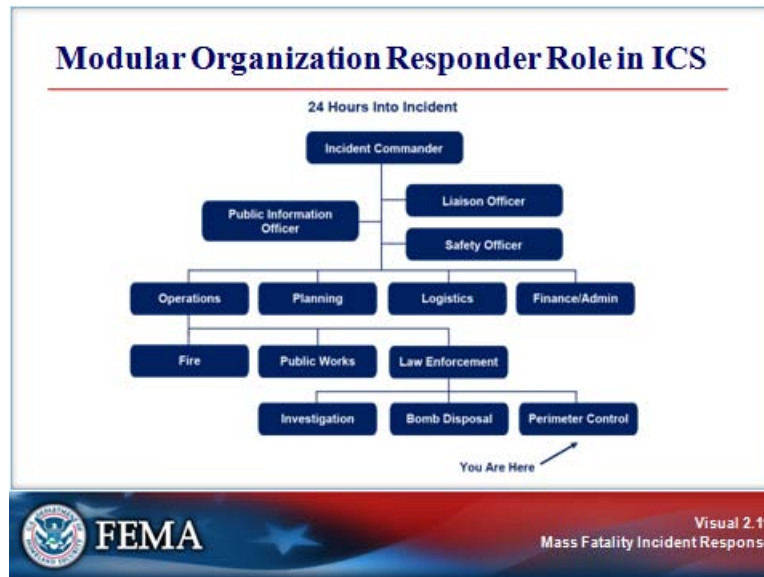 Modular Organization Responder Role in ICS
24 Hours Into Incident
Incident Commander
Liaison Officer
Public Information
Officer
Safety Officer
Operations
Planning
Logistics
Finance/Admin
Fire
Public Works
Law Enforcement
Investigation
Bomb Disposal
Perimeter Control
You Are Here
FEMA
Visual 2.1
Mass Fatality Incident Respons